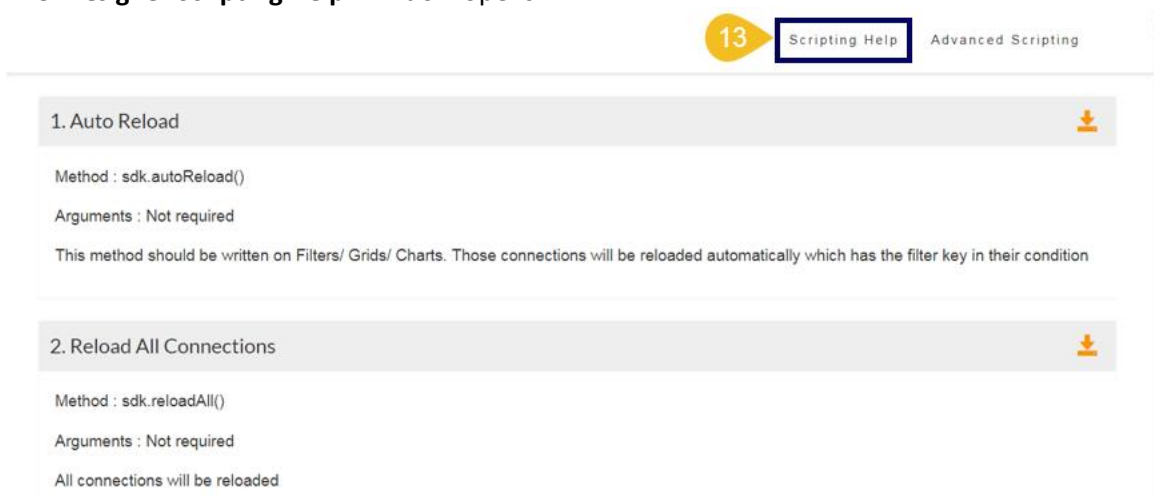 13 Scripting Help Advanced Scripting
1. Auto Reload
Method : sdk.autoReload()
Arguments : Not required
This method should be written on Filters/ Grids/ Charts. Those connections will be reloaded automatically which has the filter key in their condition
2. Reload All Connections
Method : sdk.reloadAll()
Arguments : Not required
All connections will be reloaded